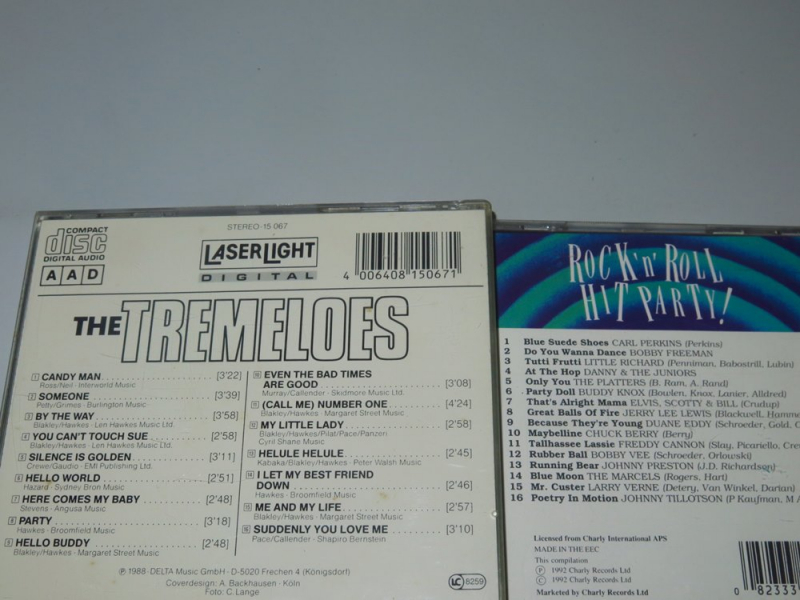 COMPACT
disc
DIGITAL AUDIO
AAD
STEREO-15 067
LASERLIGHT
DIGITAL
4 006408 150671
THE TREMELOES
1 CANDY MAN [3'22]
Ross/Neil · Interworld Music
2 SOMEONE [3'39]
Petty/Grimes · Burlington Music
3 BY THE WAY [3'58]
Blakley/Hawkes · Len Hawkes Music Ltd.
4 YOU CAN'T TOUCH SUE [2'58]
Blakley/Hawkes · Len Hawkes Music Ltd.
5 SILENCE IS GOLDEN [3'11]
Crewe/Gaudio · EMI Publishing Ltd.
6 HELLO WORLD [2'51]
Hazard · Sydney Bron Music
7 HERE COMES MY BABY [2'48]
Stevens · Angusa Music
8 PARTY [3'18]
Hawkes · Broomfield Music
9 HELLO BUDDY [2'48]
Blakley/Hawkes · Margaret Street Music
10 EVEN THE BAD TIMES
ARE GOOD [3'08]
Murray/Callender · Skidmore Music Ltd.
11 (CALL ME) NUMBER ONE [4'24]
Blakley/Hawkes · Margaret Street Music
12 MY LITTLE LADY [2'58]
Blakley/Hawkes/Pilat/Pace/Panzeri
Cyril Shane Music
13 HELULE HELULE [2'45]
Kabaka/Blakley/Hawkes · Peter Walsh Music
14 I LET MY BEST FRIEND
DOWN [2'46]
Hawkes · Broomfield Music
15 ME AND MY LIFE [2'57]
Blakley/Hawkes · Margaret Street Music
16 SUDDENLY YOU LOVE ME [3'10]
Pace/Callender · Shapiro Bernstein
℗ 1988 · DELTA Music GmbH · D-5020 Frechen 4 (Königsdorf)
Coverdesign: A. Backhausen · Köln
Foto: C. Lange
LC 8259
ROCK'n'ROLL
HIT PARTY!
1 Blue Suede Shoes CARL PERKINS (Perkins)
2 Do You Wanna Dance BOBBY FREEMAN
3 Tutti Frutti LITTLE RICHARD (Penniman, Labostrill, Lubin)
4 At The Hop DANNY & THE JUNIORS
5 Only You THE PLATTERS (B. Ram, A. Rand)
6 Party Doll BUDDY KNOX (Bowden, Knox, Lanier, Alldred)
7 That's Alright Mama ELVIS, SCOTTY & BILL (Crudup)
8 Great Balls Of Fire JERRY LEE LEWIS (Blackwell, Hamme
9 Because They're Young DUANE EDDY (Schroeder, Gold, G
10 Maybelline CHUCK BERRY (Berry)
11 Tallhassee Lassie FREDDY CANNON (Slay, Picariello, Cre
12 Rubber Ball BOBBY VEE (Schroeder, Orlowski)
13 Running Bear JOHNNY PRESTON (J.D. Richardson)
14 Blue Moon THE MARCELS (Rogers, Hart)
15 Mr. Custer LARRY VERNE (Detery, Van Winkel, Darian)
16 Poetry In Motion JOHNNY TILLOTSON (P Kaufman, M A
Licensed from Charly International APS
MADE IN THE EEC
This compilation
℗ 1992 Charly Records Ltd
© 1992 Charly Records Ltd
Marketed by Charly Records Ltd
0 82333